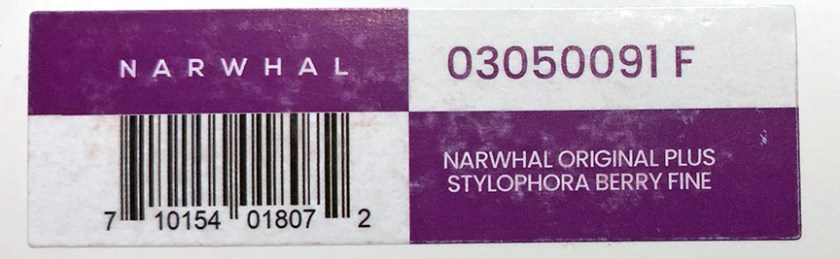 NARWHAL
7 10154 01807 2
03050091 F
NARWHAL ORIGINAL PLUS
STYLOPHORA BERRY FINE